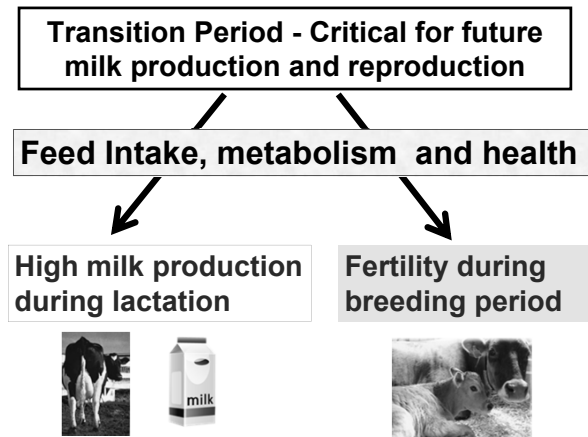 Transition Period - Critical for future
milk production and reproduction
Feed Intake, metabolism and health
High milk production
during lactation
Fertility during
breeding period
milk